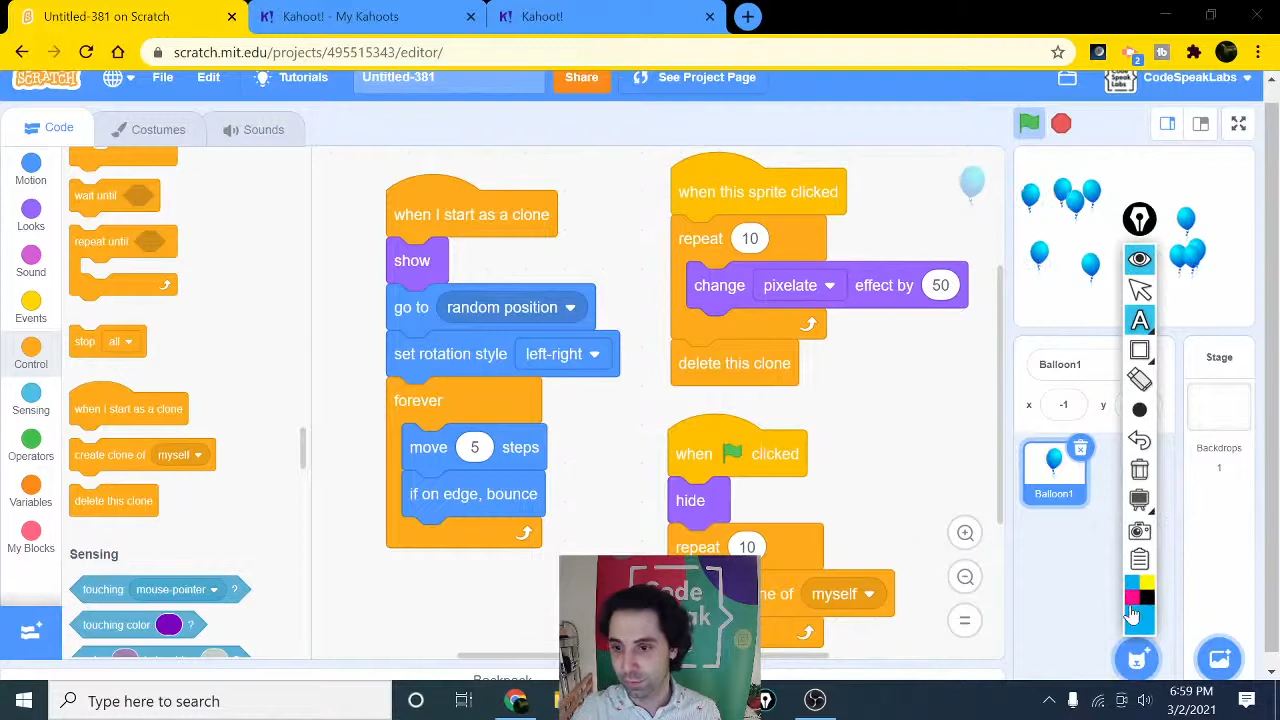 Untitled-381 on Scratch
Kahoot! - My Kahoots
Kahoot!
scratch.mit.edu/projects/495515343/editor/
2
SCRATCH
File
Edit
Tutorials
Untitled-381
Share
See Project Page
CodeSpeakLabs
Code
Costumes
Sounds
Motion
Looks
Sound
Events
Control
Sensing
Operators
Variables
My Blocks
wait until
repeat until
stop all
when I start as a clone
create clone of myself
delete this clone
Sensing
touching mouse-pointer ?
touching color ?
when I start as a clone
show
go to random position
set rotation style left-right
forever
move 5 steps
if on edge, bounce
when this sprite clicked
repeat 10
change pixelate effect by 50
delete this clone
when clicked
hide
repeat 10
ne of myself
Code
Speak
Backpack
A
Balloon1
x -1 y
Balloon1
Stage
Backdrops
1
Type here to search
6:59 PM
3/2/2021